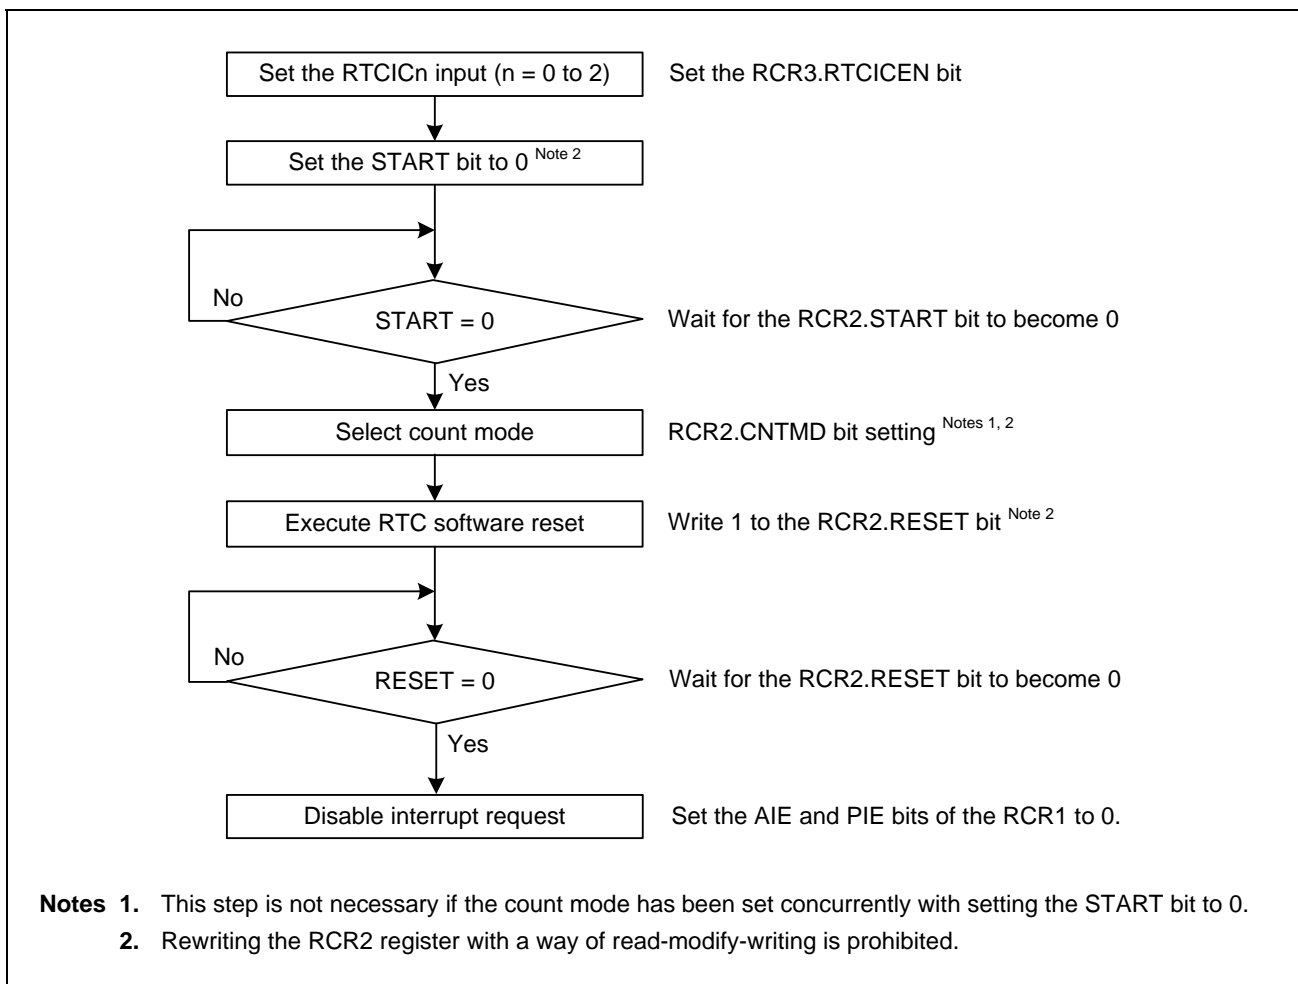 Set the RTCICn input (n = 0 to 2)
Set the RCR3.RTCICEN bit
Set the START bit to 0 Note 2
No
START = 0
Wait for the RCR2.START bit to become 0
Yes
Select count mode
RCR2.CNTMD bit setting Notes 1, 2
Execute RTC software reset
Write 1 to the RCR2.RESET bit Note 2
No
RESET = 0
Wait for the RCR2.RESET bit to become 0
Yes
Disable interrupt request
Set the AIE and PIE bits of the RCR1 to 0.
Notes 1. This step is not necessary if the count mode has been set concurrently with setting the START bit to 0.
2. Rewriting the RCR2 register with a way of read-modify-writing is prohibited.